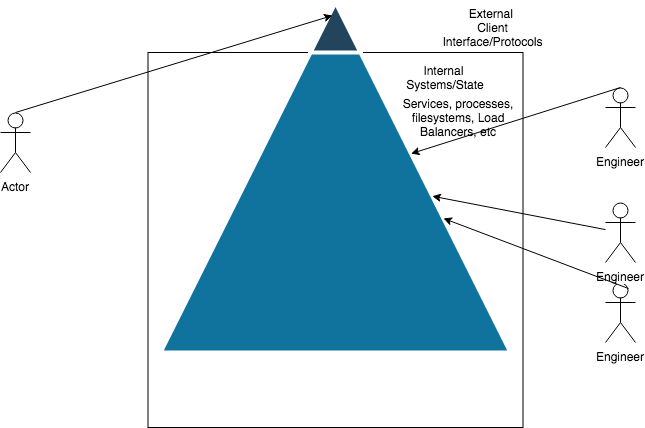 External
Client
Interface/Protocols
Internal
Systems/State
Services, processes,
filesystems, Load
Balancers, etc
Actor
Engineer
Engineer
Engineer